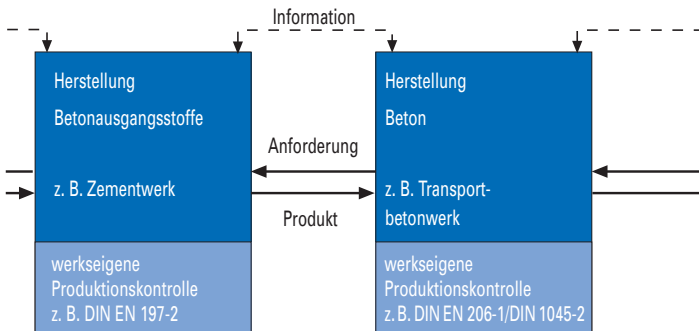 Information
Herstellung
Betonausgangsstoffe
z. B. Zementwerk
werkseigene
Produktionskontrolle
z. B. DIN EN 197-2
Anforderung
Produkt
Herstellung
Beton
z. B. Transport-
betonwerk
werkseigene
Produktionskontrolle
z. B. DIN EN 206-1/DIN 1045-2